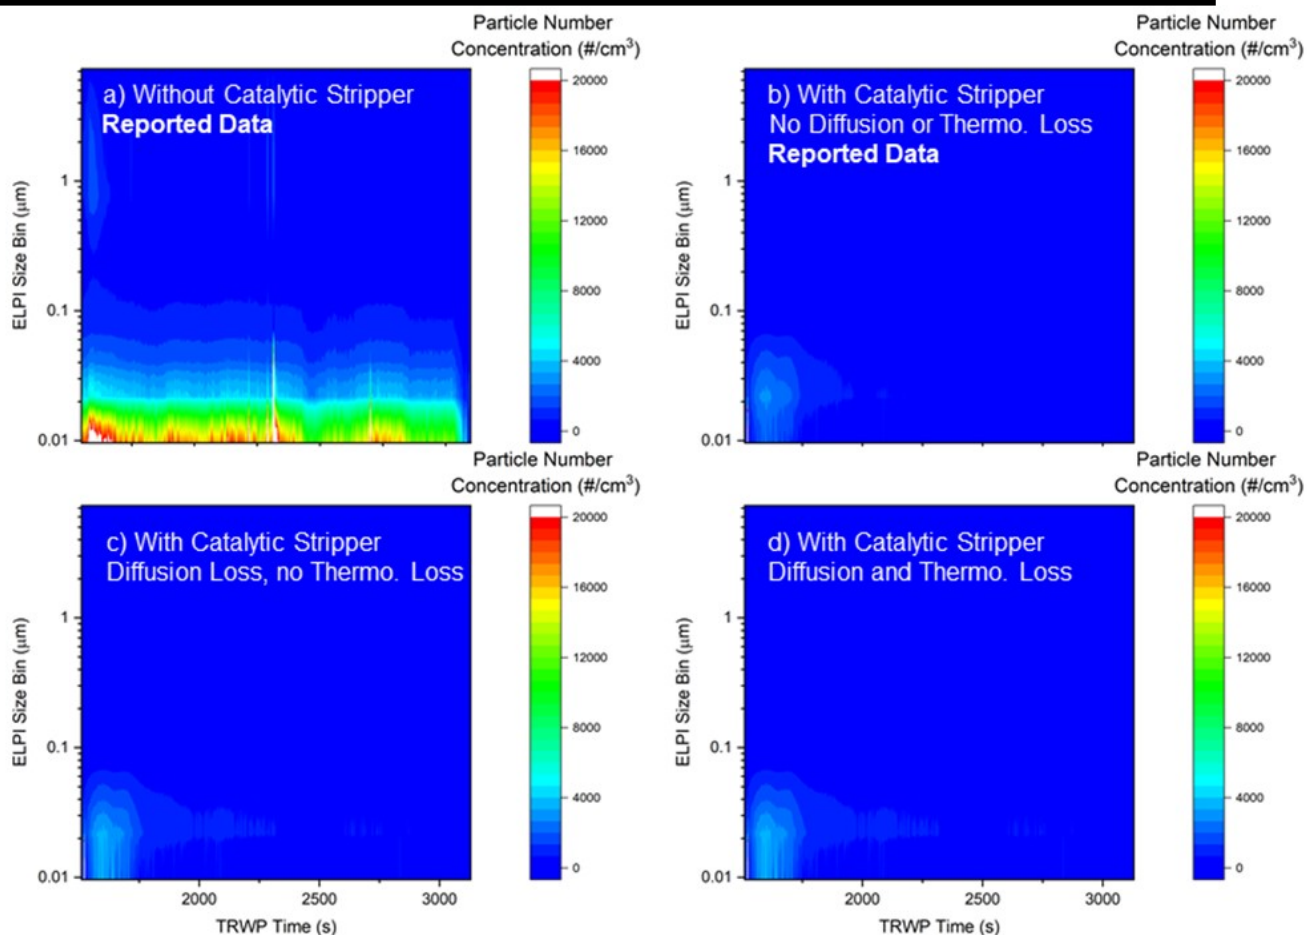 Particle Number
Concentration (#/cm³)
a) Without Catalytic Stripper
Reported Data
ELPI Size Bin (μm)
1
0.1
0.01
20000
16000
12000
8000
4000
0
Particle Number
Concentration (#/cm³)
b) With Catalytic Stripper
No Diffusion or Thermo. Loss
Reported Data
ELPI Size Bin (μm)
1
0.1
0.01
20000
16000
12000
8000
4000
0
Particle Number
Concentration (#/cm³)
c) With Catalytic Stripper
Diffusion Loss, no Thermo. Loss
ELPI Size Bin (μm)
1
0.1
0.01
2000 2500 3000
TRWP Time (s)
20000
16000
12000
8000
4000
0
Particle Number
Concentration (#/cm³)
d) With Catalytic Stripper
Diffusion and Thermo. Loss
ELPI Size Bin (μm)
1
0.1
0.01
2000 2500 3000
TRWP Time (s)
20000
16000
12000
8000
4000
0